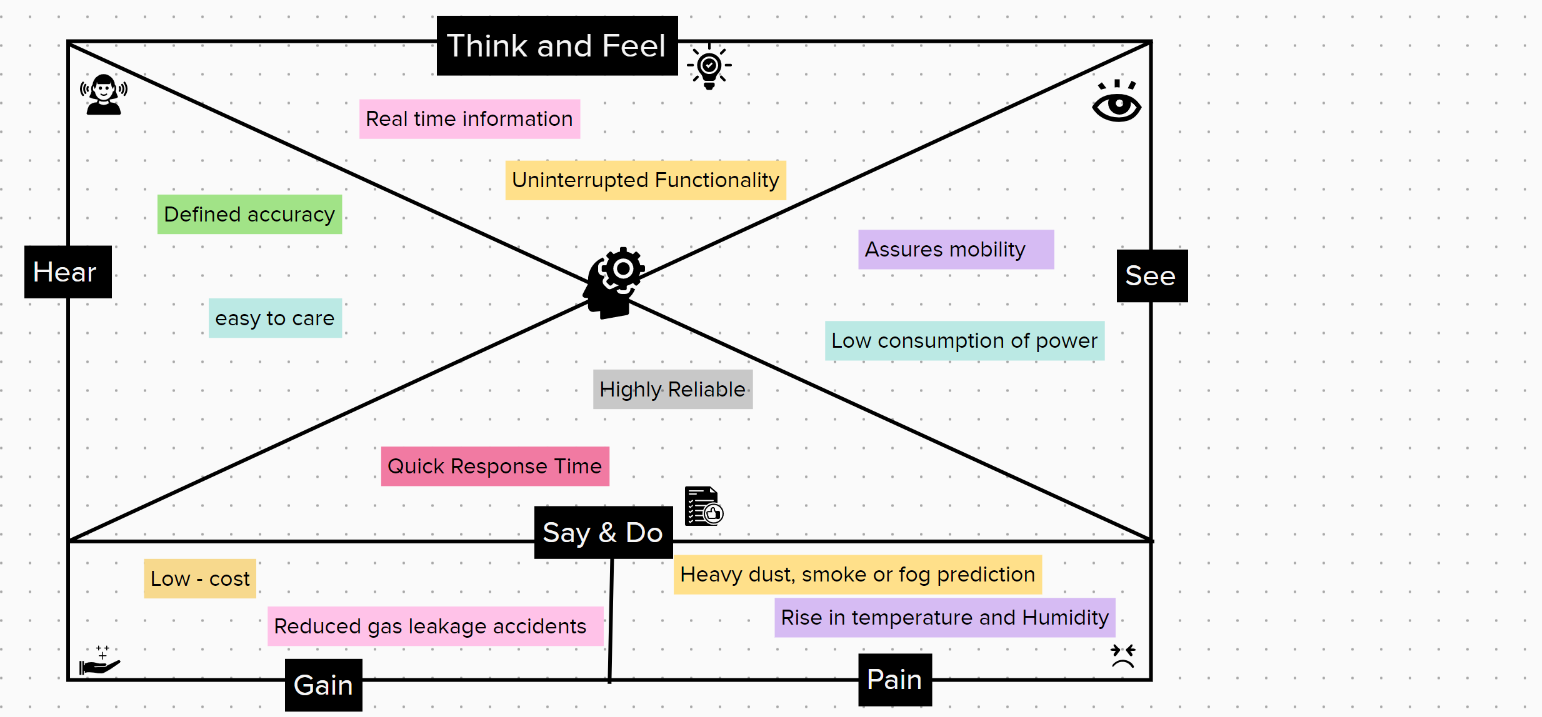 Think and Feel
Real time information
Uninterrupted Functionality
Defined accuracy
Hear
easy to care
Assures mobility
See
Low consumption of power
Highly Reliable
Quick Response Time
Say & Do
Low - cost
Reduced gas leakage accidents
Gain
Heavy dust, smoke or fog prediction
Rise in temperature and Humidity
Pain